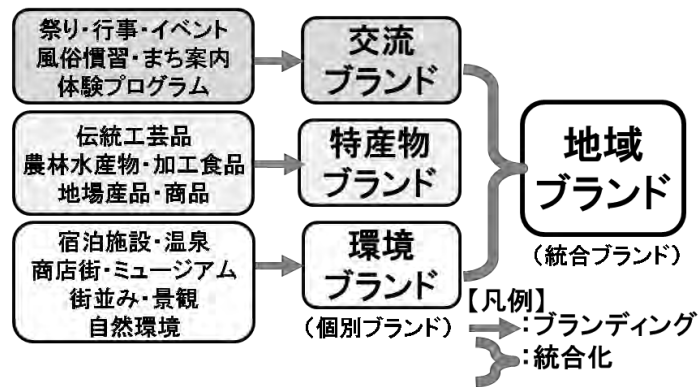 祭り・行事・イベント
風俗慣習・まち案内
体験プログラム
交流
ブランド
伝統工芸品
農林水産物・加工食品
地場産品・商品
特産物
ブランド
宿泊施設・温泉
商店街・ミュージアム
街並み・景観
自然環境
環境
ブランド
（個別ブランド）
地域
ブランド
（統合ブランド）
【凡例】
：ブランディング
：統合化